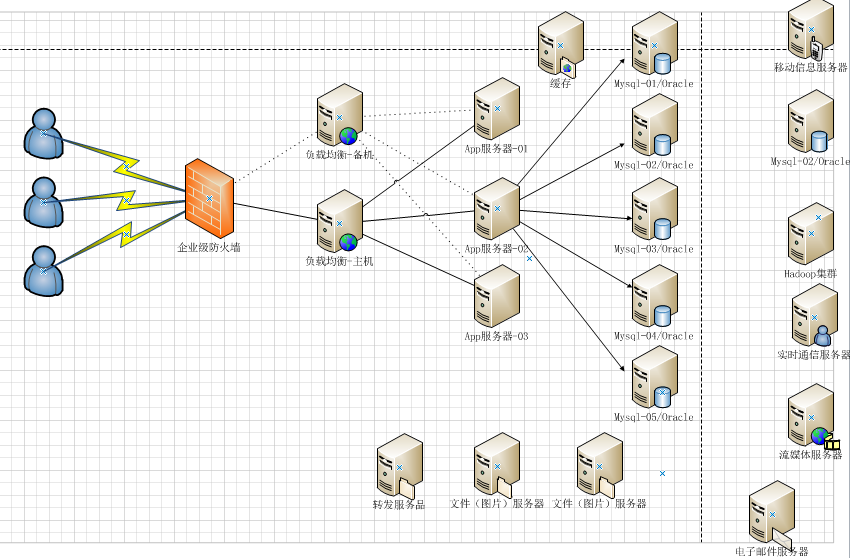 缓存
Mysql-01/Oracle
移动信息服务器
负载均衡-备机
App服务器-01
Mysql-02/Oracle
Mysql-02/Oracle
企业级防火墙
负载均衡-主机
App服务器-02
Mysql-03/Oracle
Hadoop集群
App服务器-03
Mysql-04/Oracle
实时通信服务器
Mysql-05/Oracle
流媒体服务器
转发服务品
文件（图片）服务器
文件（图片）服务器
电子邮件服务器